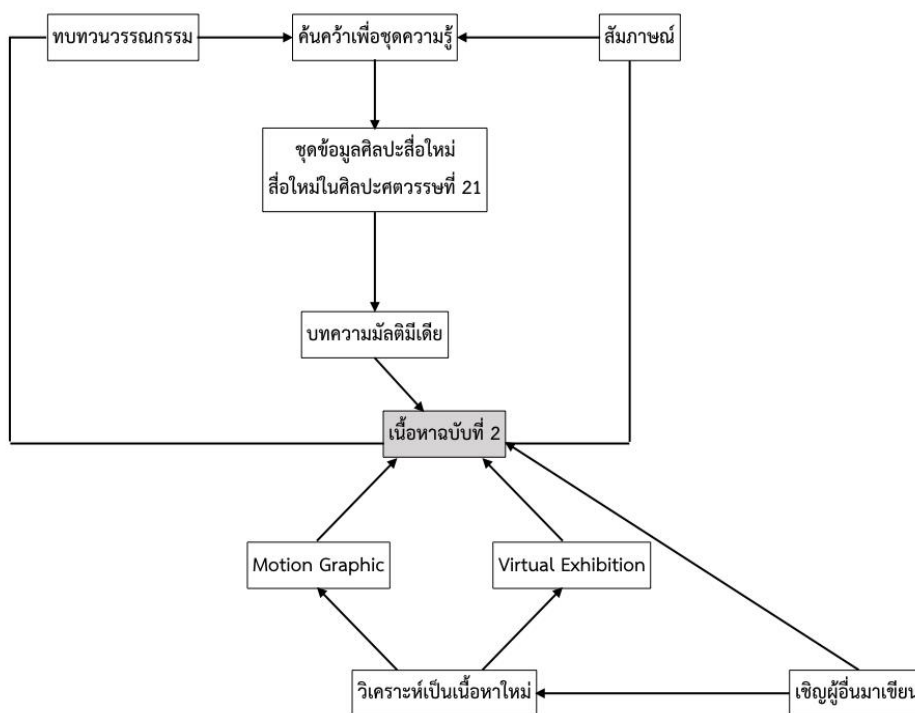 ทบทวนวรรณกรรม
ค้นคว้าเพื่อชุดความรู้
สัมภาษณ์
ชุดข้อมูลศิลปะสื่อใหม่
สื่อใหม่ในศิลปะศตวรรษที่ 21
บทความมัลติมีเดีย
เนื้อหาฉบับที่ 2
Motion Graphic
Virtual Exhibition
วิเคราะห์เป็นเนื้อหาใหม่
เชิญผู้อื่นมาเขียน